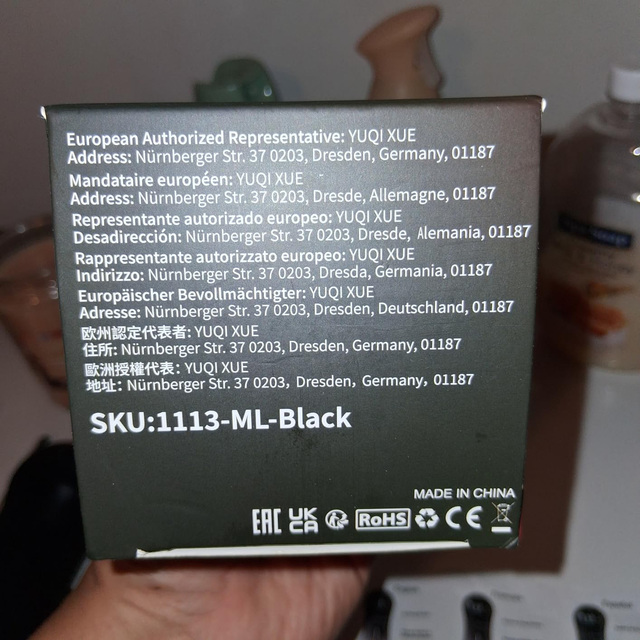 European Authorized Representative: YUQI XUE
Address: Nürnberger Str. 37 0203, Dresden, Germany, 01187
Mandataire européen: YUQI XUE
Address: Nürnberger Str. 37 0203, Dresde, Allemagne, 01187
Representante autorizado europeo: YUQI XUE
Desadirección: Nürnberger Str. 37 0203, Dresde, Alemania, 01187
Rappresentante autorizzato europeo: YUQI XUE
Indirizzo: Nürnberger Str. 37 0203, Dresda, Germania, 01187
Europäischer Bevollmächtigter: YUQI XUE
Adresse: Nürnberger Str. 37 0203, Dresden, Deutschland, 01187
欧州認定代表者: YUQI XUE
住所: Nürnberger Str. 37 0203, Dresden, Germany, 01187
歐洲授權代表: YUQI XUE
地址: Nürnberger Str. 37 0203, Dresden, Germany, 01187
SKU:1113-ML-Black
MADE IN CHINA
EAC UKCA RoHS CE